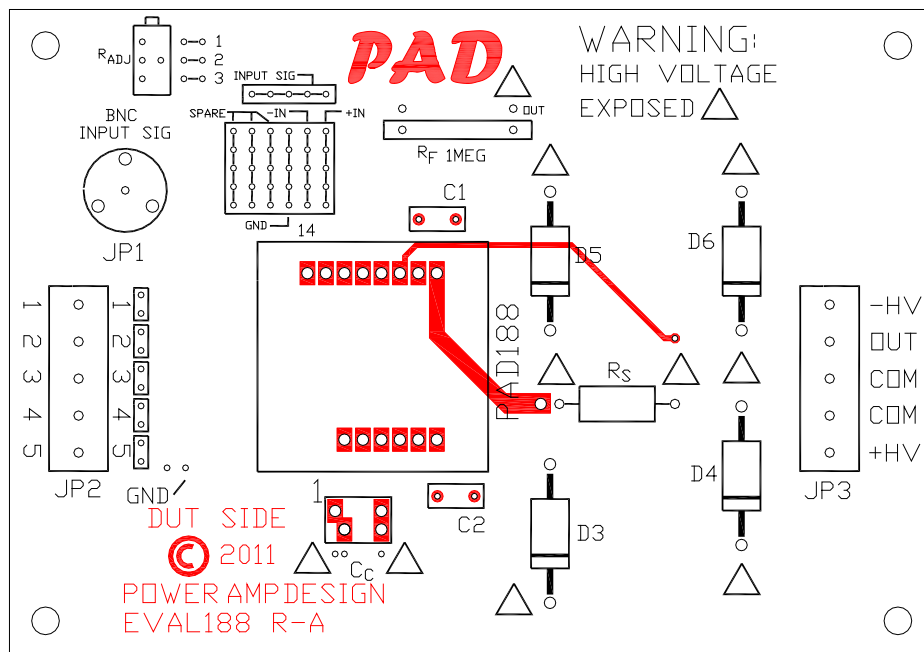 PAD
WARNING:
HIGH VOLTAGE
EXPOSED
RADJ
1
2
3
INPUT SIG
SPARE
-IN
+IN
OUT
BNC
INPUT SIG
RF 1MEG
C1
GND
14
JP1
D5
D6
1
2
3
4
5
1
2
3
4
5
PAD188
RS
-HV
OUT
COM
COM
+HV
JP2
GND
1
C2
D3
D4
JP3
CC
DUT SIDE
© 2011
POWER AMP DESIGN
EVAL188 R-A